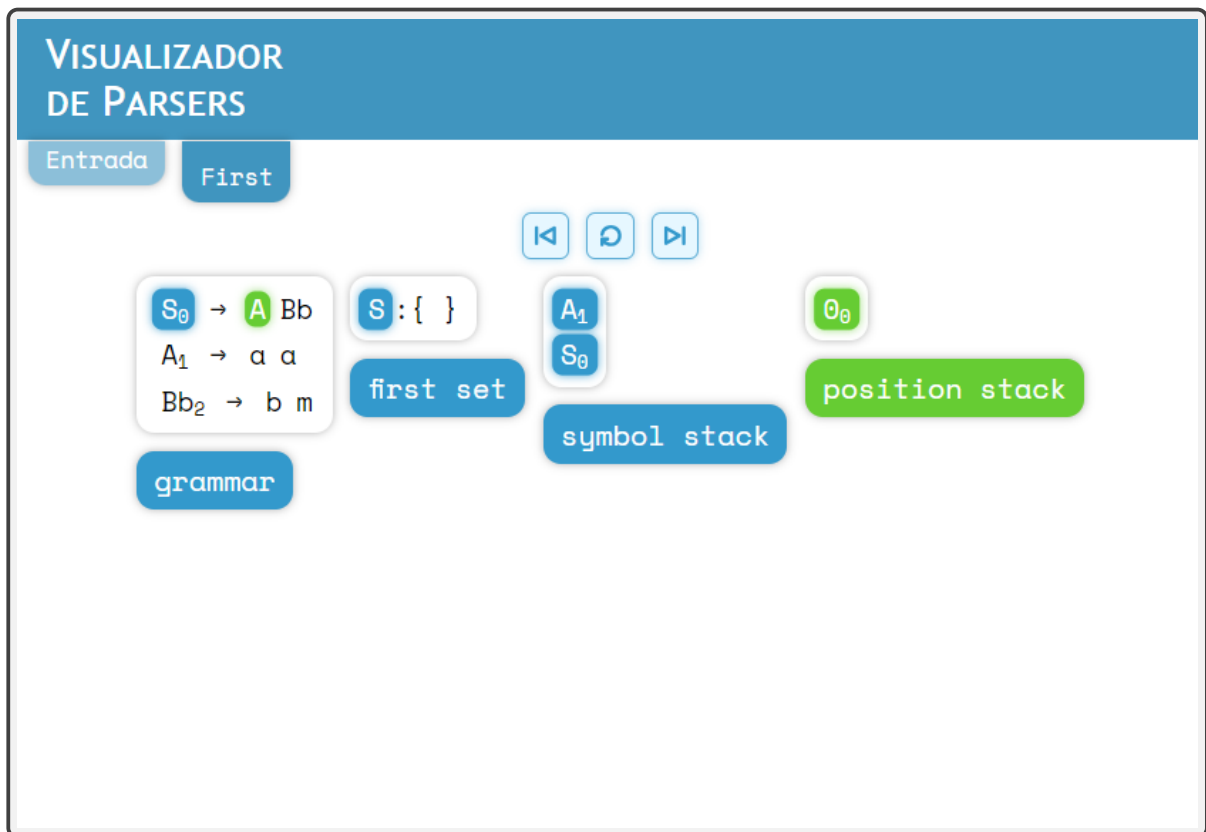 VISUALIZADOR
DE PARSERS
Entrada
First
S₀ → A Bb
A₁ → a a
Bb₂ → b m
grammar
S:{ }
first set
A₁
S₀
symbol stack
0₀
position stack